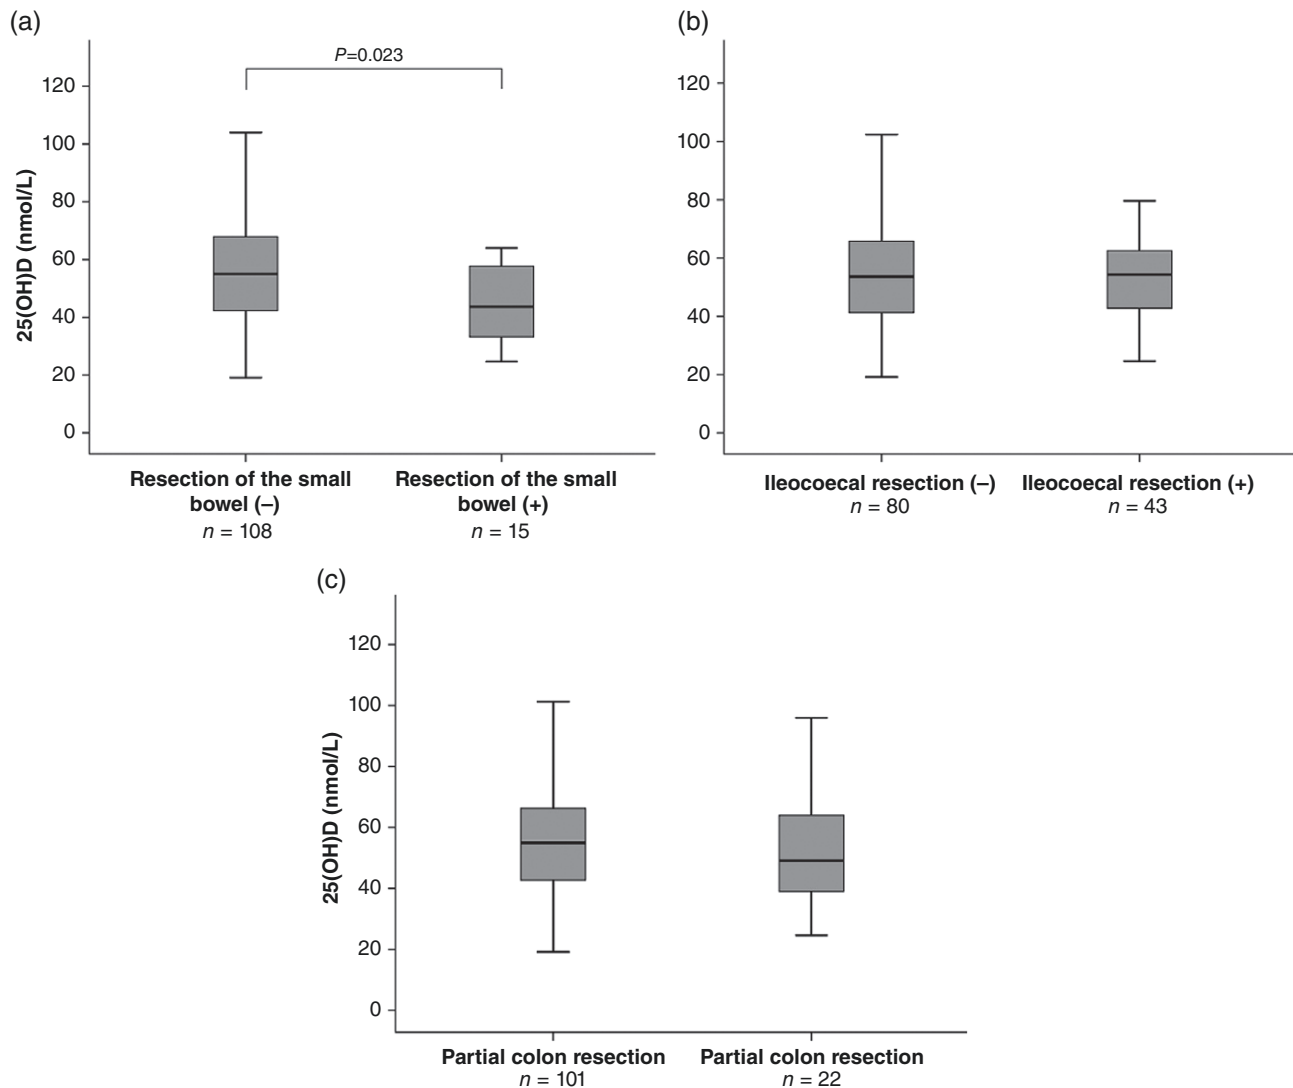 (a)
P=0.023
120
100
80
60
40
20
0
25(OH)D (nmol/L)
Resection of the small
bowel (–)
n = 108
Resection of the small
bowel (+)
n = 15
(b)
120
100
80
60
40
20
0
Ileocoecal resection (–)
n = 80
Ileocoecal resection (+)
n = 43
(c)
120
100
80
60
40
20
0
25(OH)D (nmol/L)
Partial colon resection
n = 101
Partial colon resection
n = 22